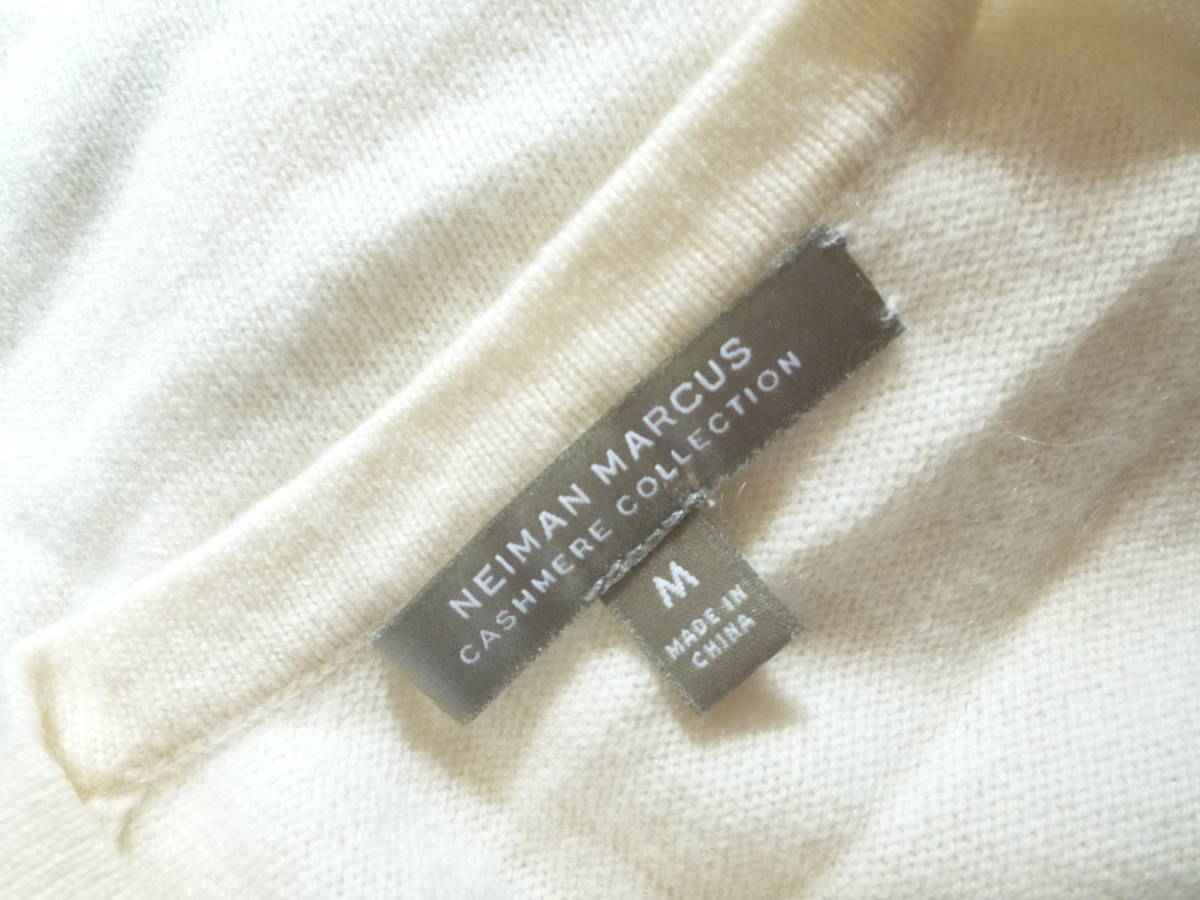 NEIMAN MARCUS
CASHMERE COLLECTION
M
MADE IN
CHINA